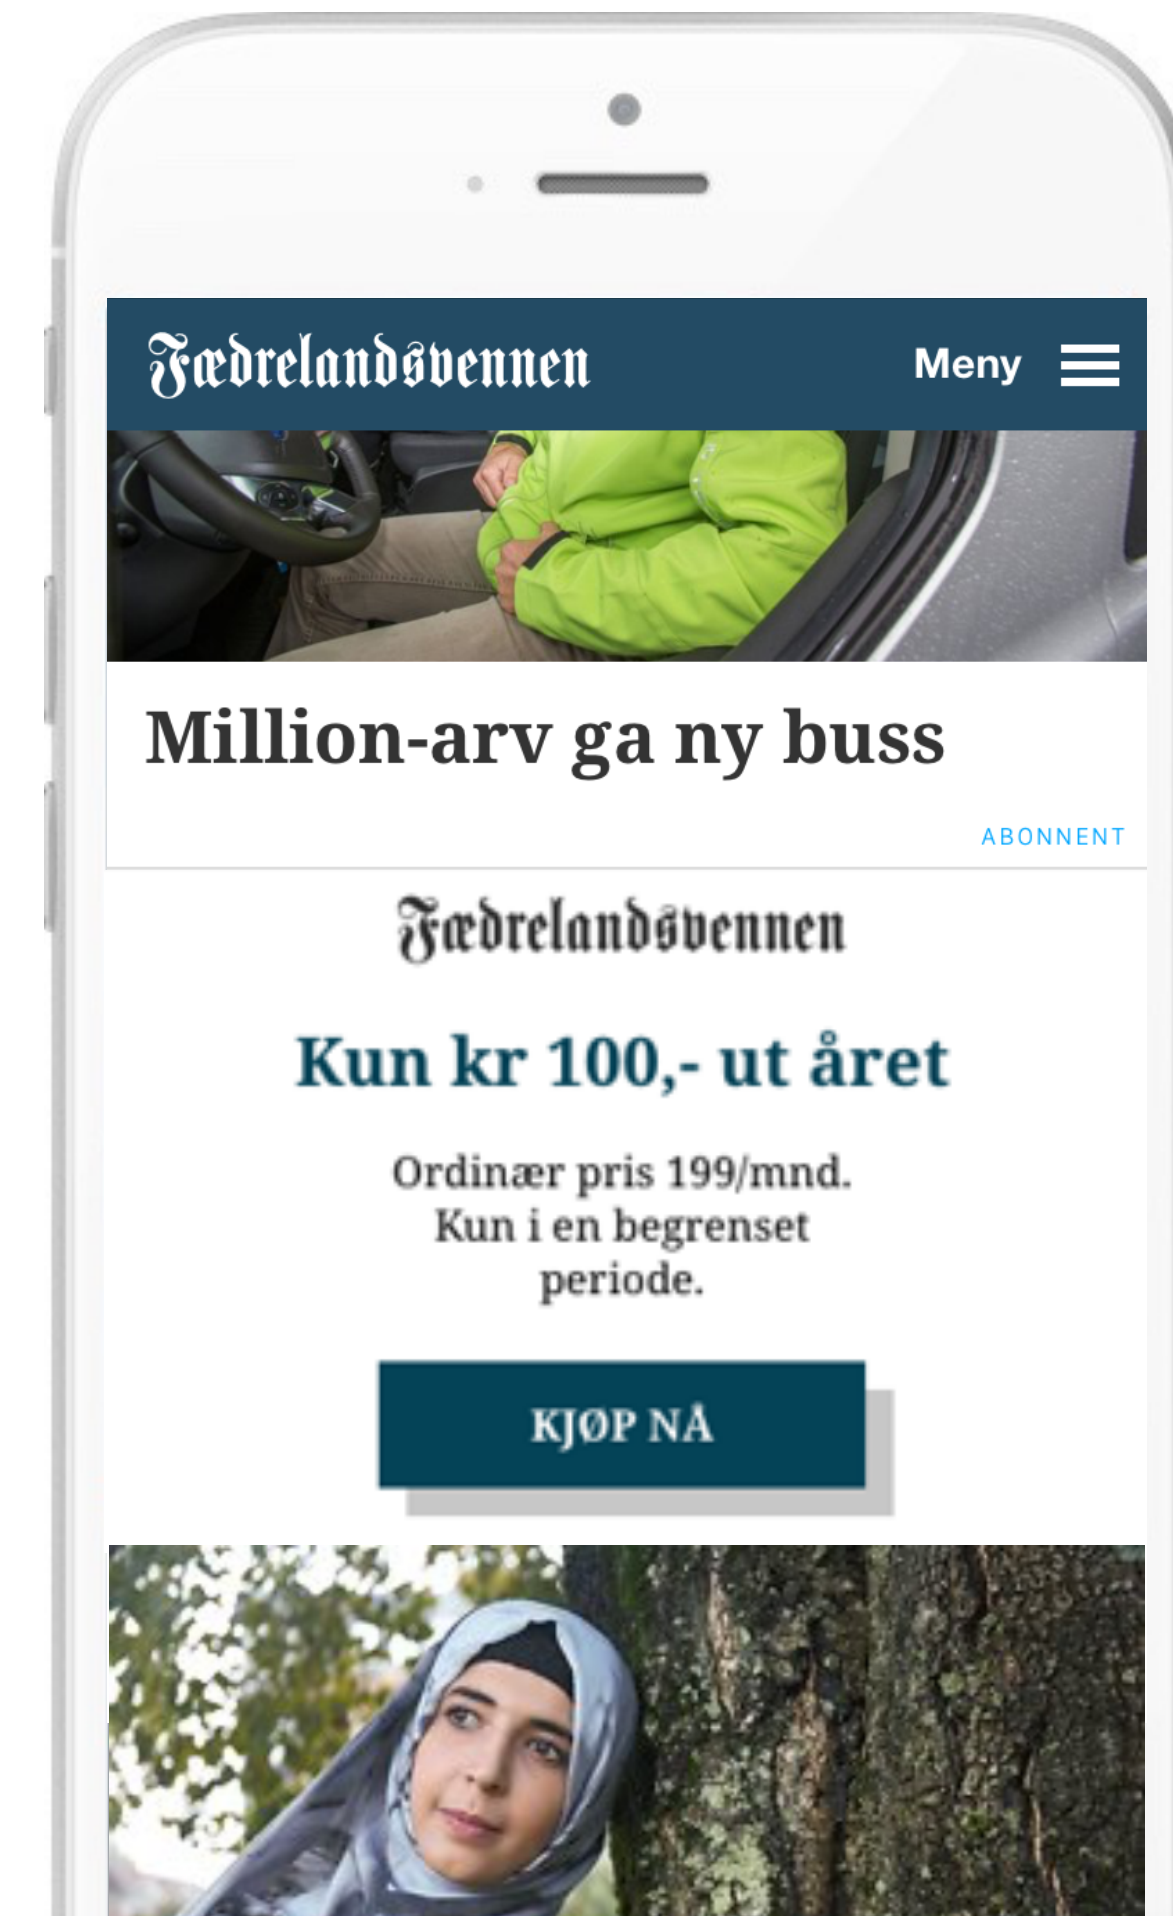 Fædrelandsvennen
Meny
Million-arv ga ny buss
ABONNENT
Fædrelandsvennen
Kun kr 100,- ut året
Ordinær pris 199/mnd.
Kun i en begrenset
periode.
KJØP NÅ